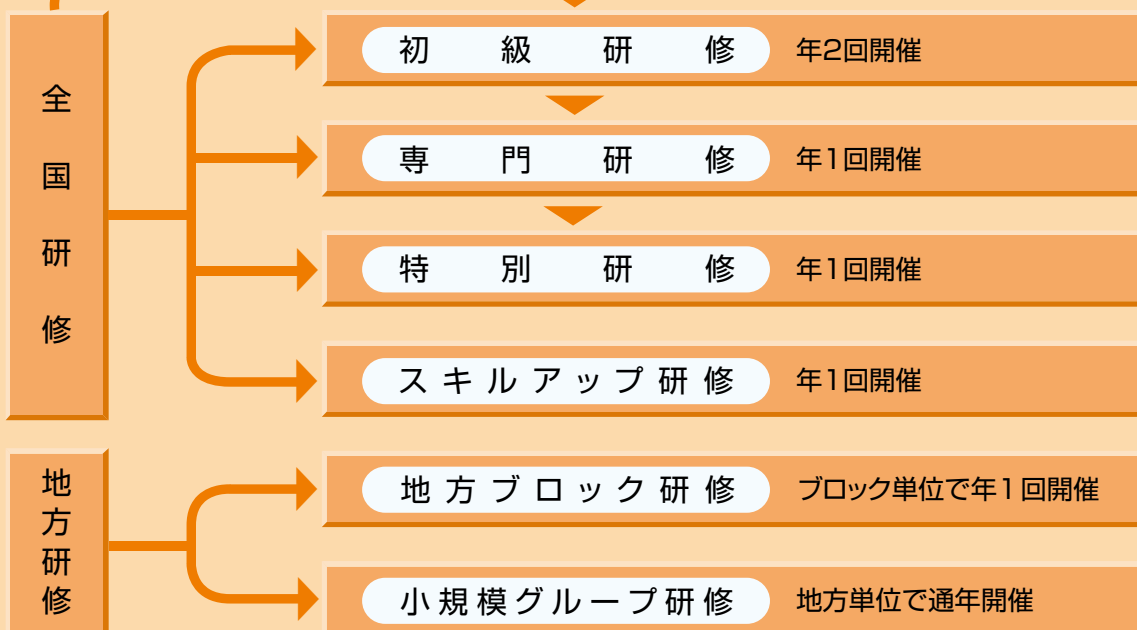 全国研修
初級研修 年2回開催
専門研修 年1回開催
特別研修 年1回開催
スキルアップ研修 年1回開催
地方研修
地方ブロック研修 ブロック単位で年1回開催
小規模グループ研修 地方単位で通年開催